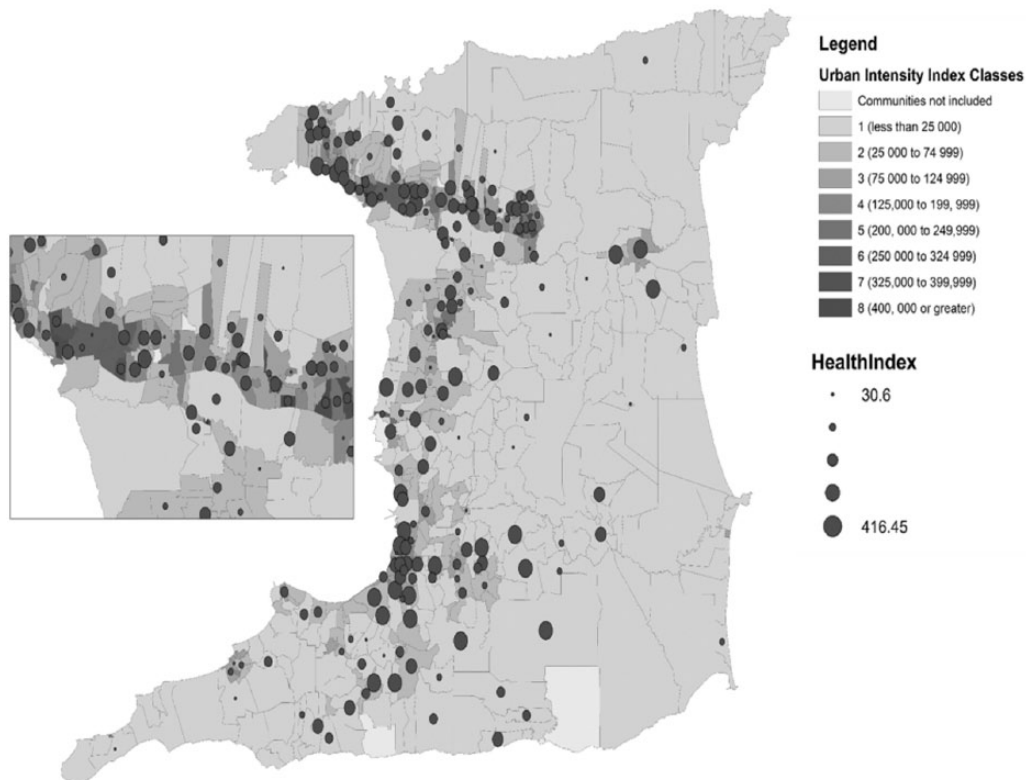 Legend
Urban Intensity Index Classes
Communities not included
1 (less than 25 000)
2 (25 000 to 74 999)
3 (75 000 to 124 999)
4 (125,000 to 199, 999)
5 (200, 000 to 249,999)
6 (250 000 to 324 999)
7 (325,000 to 399,999)
8 (400, 000 or greater)
HealthIndex
30.6
416.45